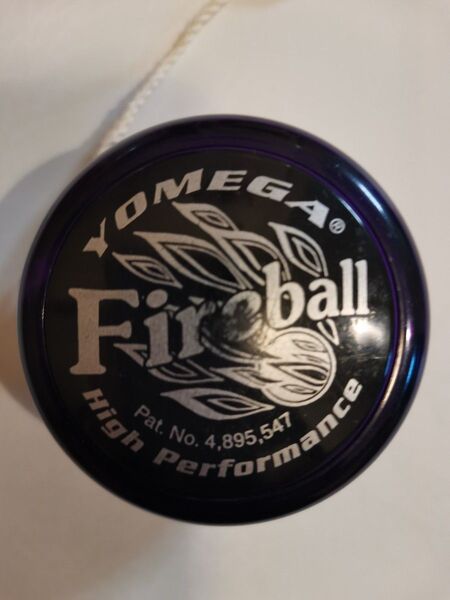 YOMEGA®
Fireball
Pat. No. 4,895,547
High Performance